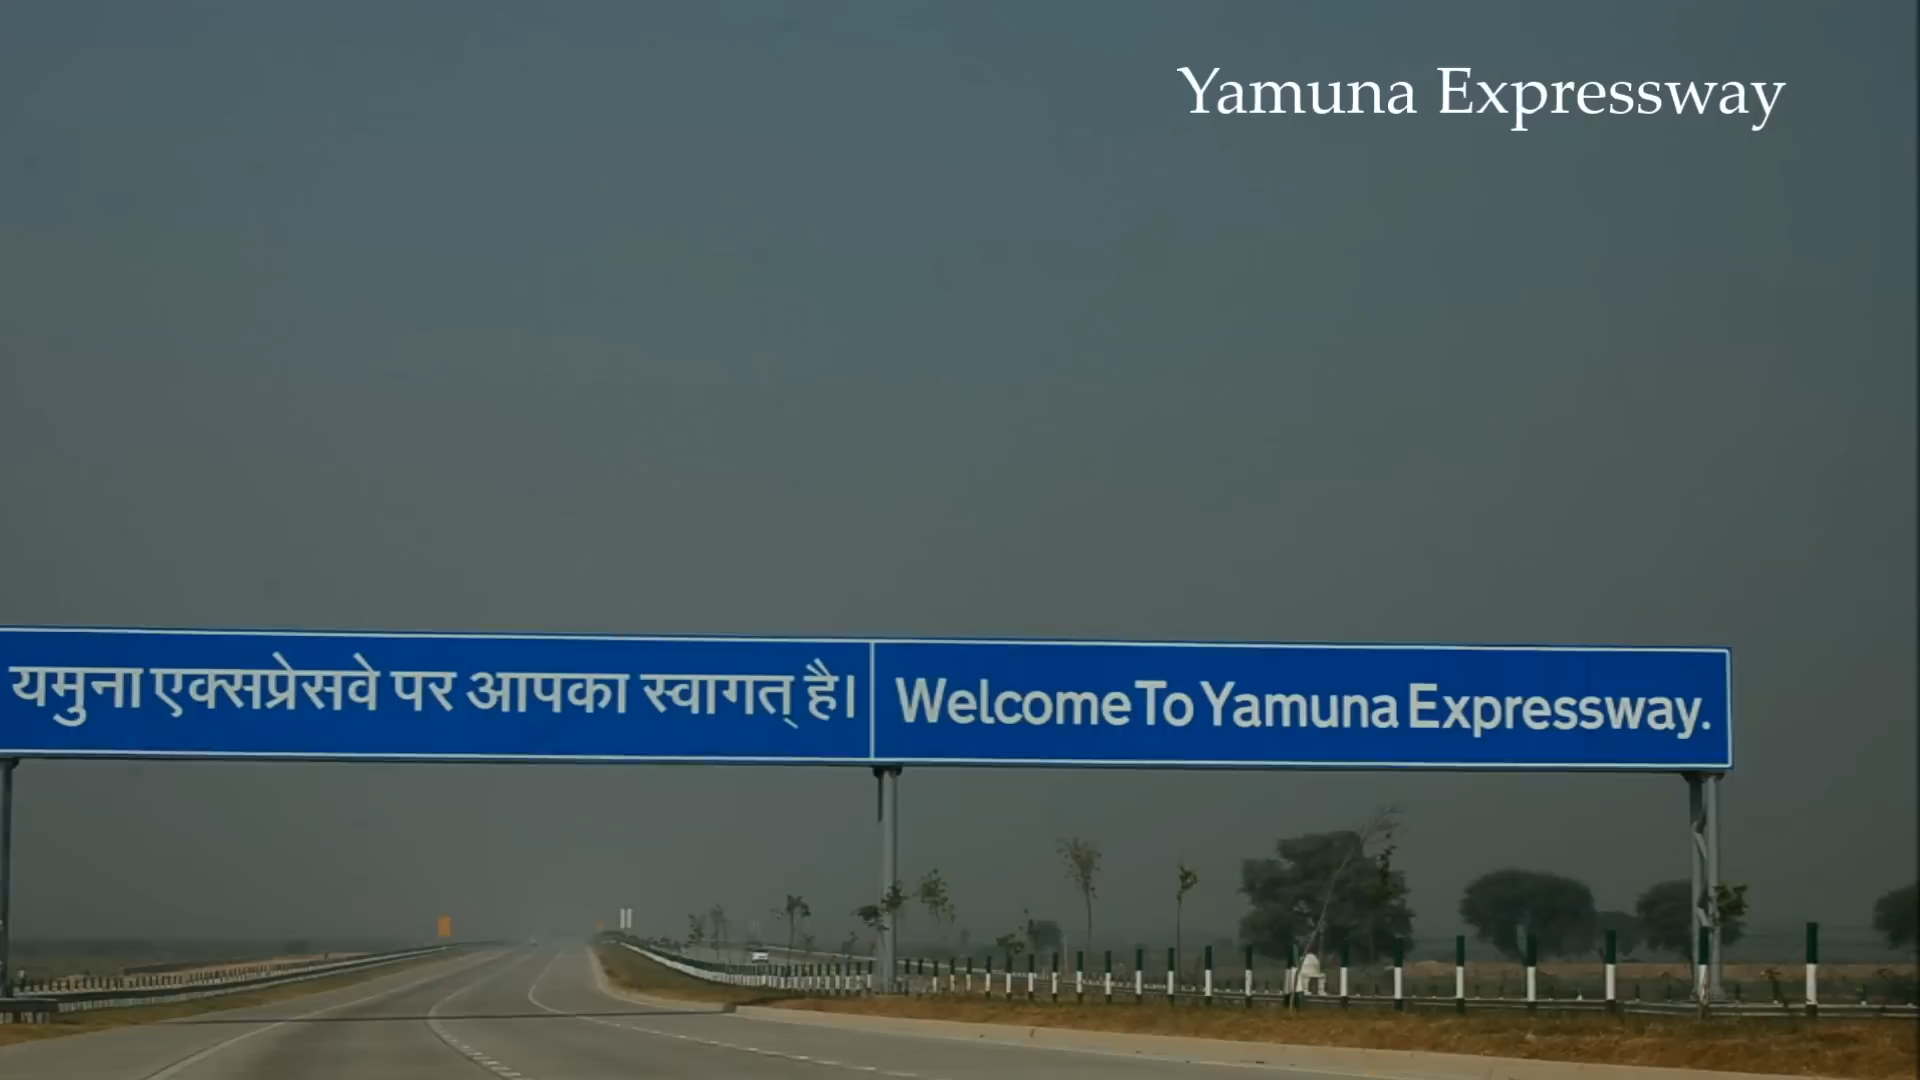 Yamuna Expressway
यमुना एक्सप्रेसवे पर आपका स्वागत् है।
Welcome To Yamuna Expressway.